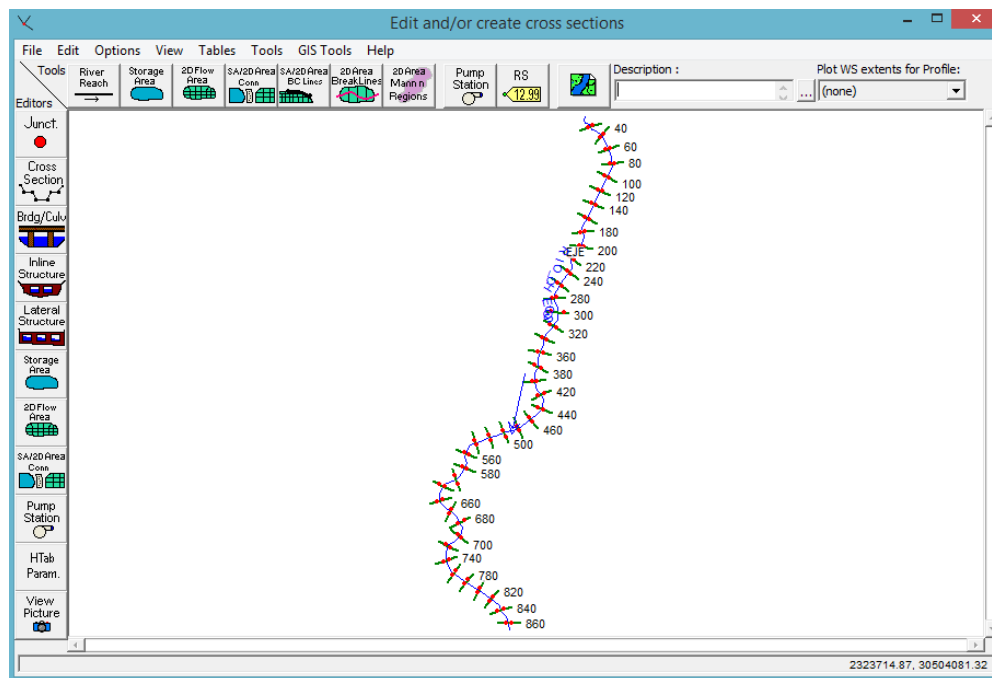 Edit and/or create cross sections
File Edit Options View Tables Tools GIS Tools Help
Tools
Editors
River
Reach
Storage
Area
2D Flow
Area
SA/2D Area
Conn
SA/2D Area
BC Lines
2D Area
BreakLines
2D Area
Mann n
Regions
Pump
Station
RS
12.99
Description :
...
Plot WS extents for Profile:
(none)
Junct.
Cross
Section
Brdg/Culv
Inline
Structure
Lateral
Structure
Storage
Area
2D Flow
Area
SA/2D Area
Conn
Pump
Station
HTab
Param.
View
Picture
40
60
80
100
120
140
180
200
EJE
220
240
280
300
320
360
380
420
440
460
500
560
580
660
680
700
740
780
820
840
860
2323714.87, 30504081.32